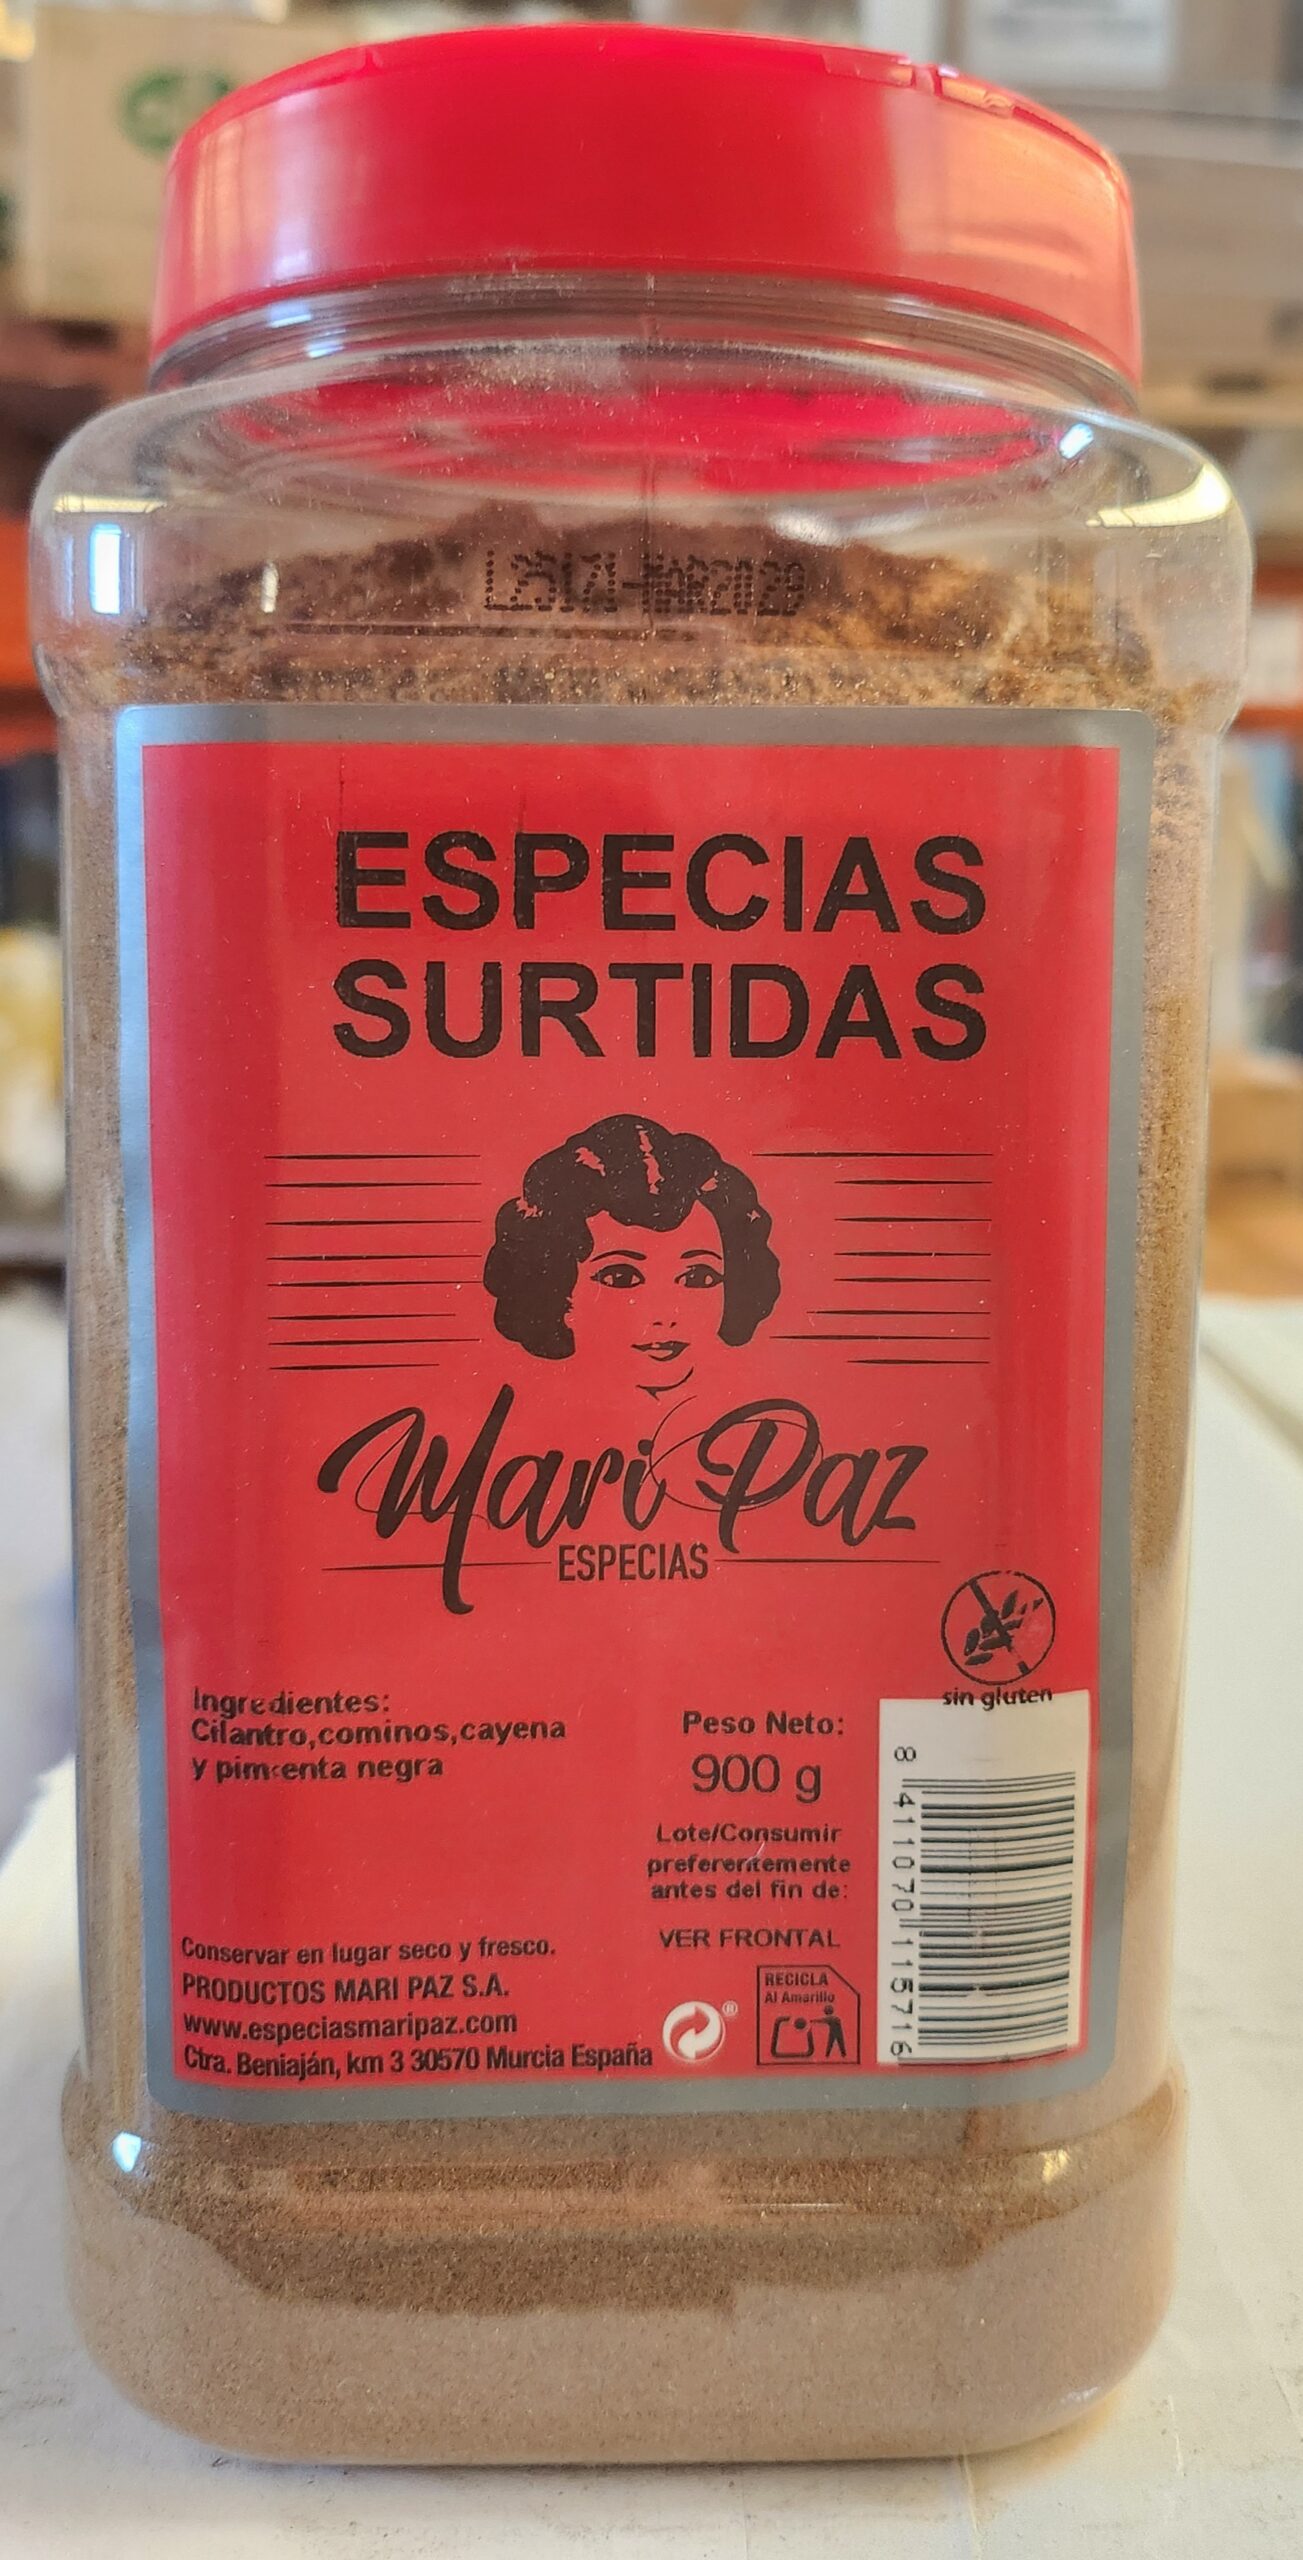 L25171-MAR2029
ESPECIAS
SURTIDAS
Mari Paz
ESPECIAS
sin gluten
Ingredientes:
Cilantro,cominos,cayena
y pimienta negra
Peso Neto:
900 g
Lote/Consumir
preferentemente
antes del fin de:
VER FRONTAL
Conservar en lugar seco y fresco.
PRODUCTOS MARI PAZ S.A.
www.especiasmaripaz.com
Ctra. Beniaján, km 3 30570 Murcia España
®
RECICLA
Al Amarillo
8 411070 115716